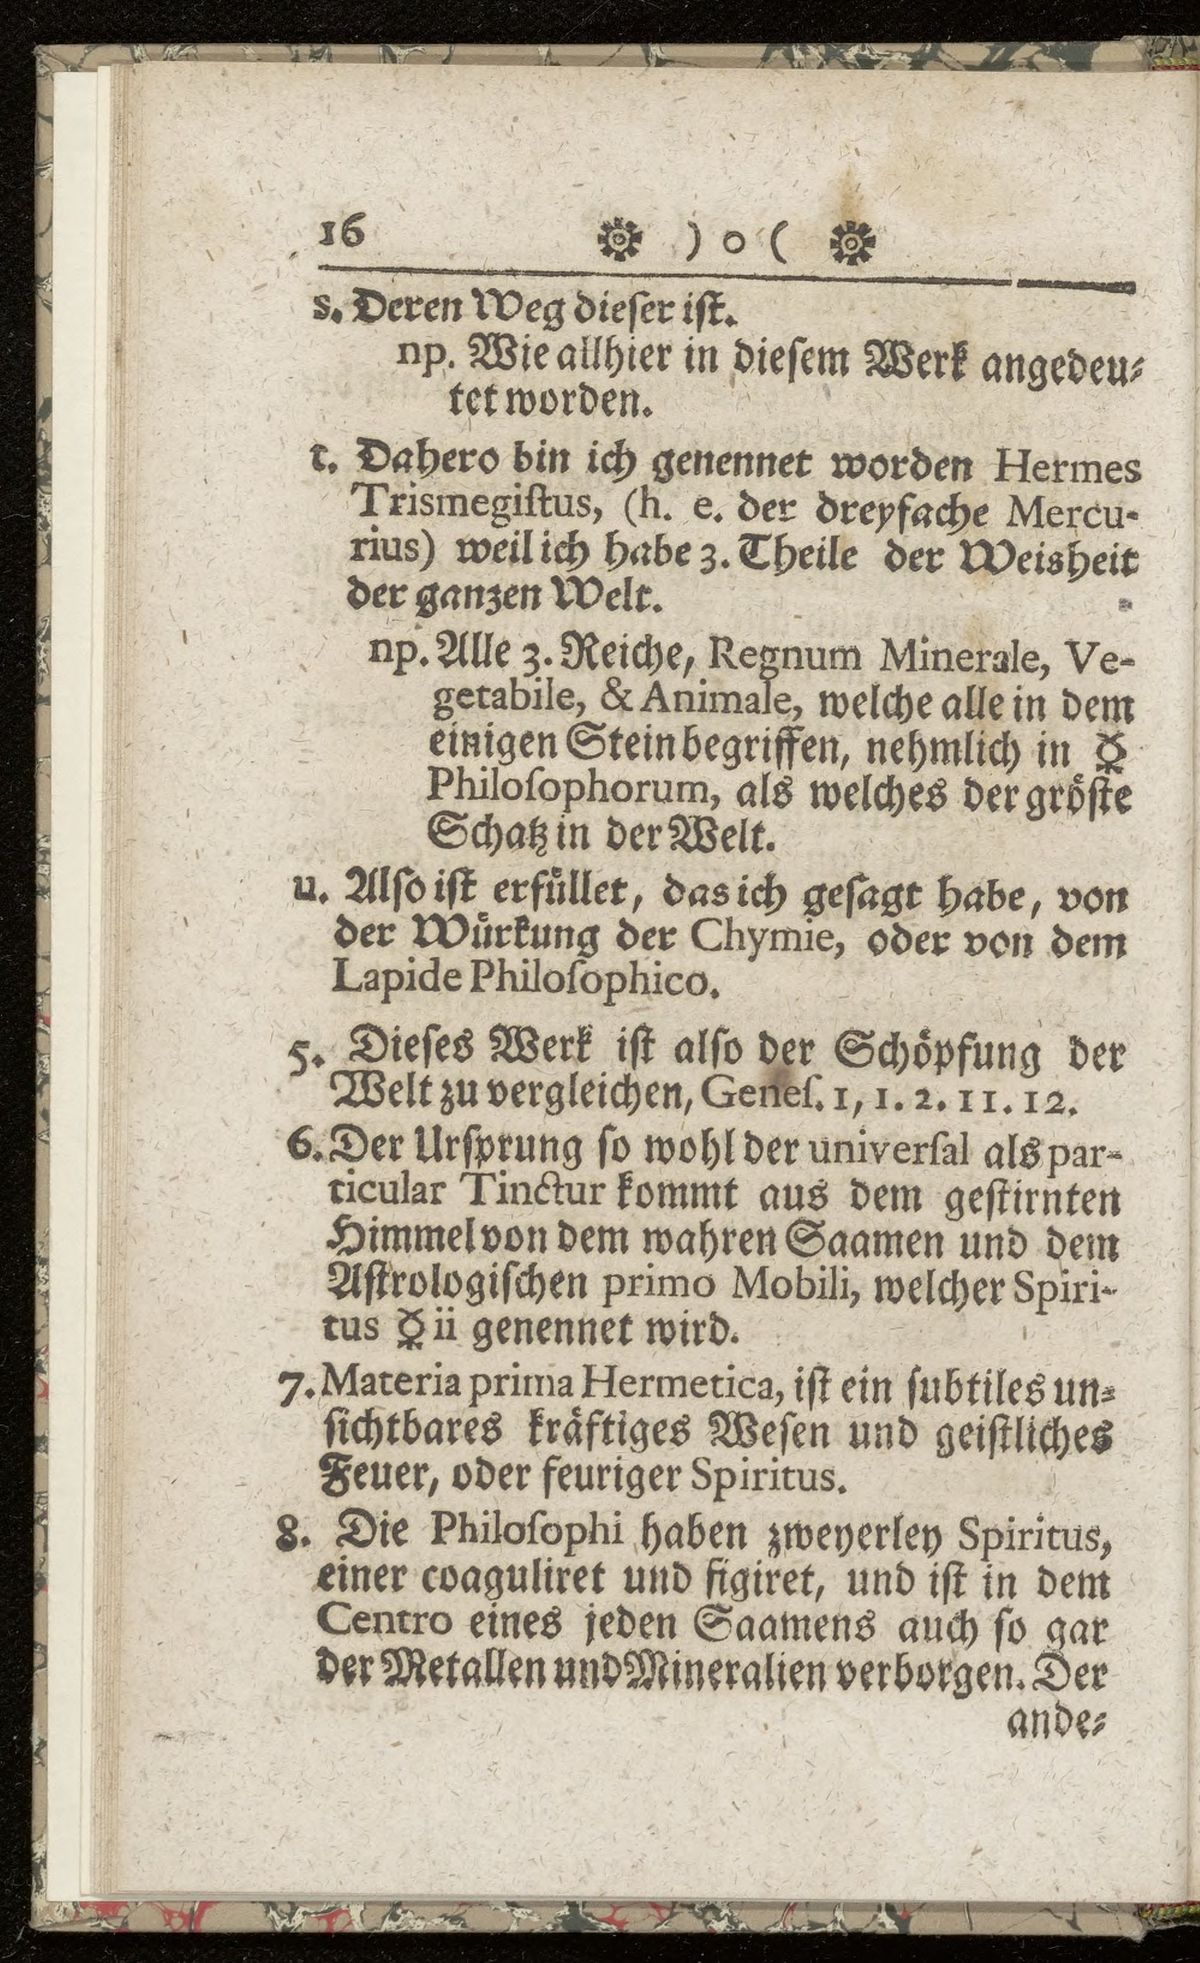 16 ❁ ) o ( ❁
s. Deren Weg dieſer iſt.
np. Wie allhier in dieſem Werk angedeu⸗
tet worden.
t. Dahero bin ich genennet worden Hermes
Trismegiſtus, (h. e. der dreyfache Mercu-
rius) weil ich habe 3. Theile der Weisheit
der ganzen Welt.
np. Alle 3. Reiche, Regnum Minerale, Ve-
getabile, & Animale, welche alle in dem
einigen Stein begriffen, nehmlich in ☿
Philoſophorum, als welches der gröſte
Schatz in der Welt.
u. Alſo iſt erfüllet, das ich geſagt habe, von
der Würkung der Chymie, oder von dem
Lapide Philoſophico.
5. Dieſes Werk iſt alſo der Schöpfung der
Welt zu vergleichen, Geneſ. 1, 1. 2. 11. 12.
6. Der Urſprung ſo wohl der univerſal als par-
ticular Tinctur kommt aus dem geſtirnten
Himmel von dem wahren Saamen und dem
Aſtrologiſchen primo Mobili, welcher Spiri-
tus ☿ii genennet wird.
7. Materia prima Hermetica, iſt ein ſubtiles un⸗
ſichtbares kräftiges Weſen und geiſtliches
Feuer, oder feuriger Spiritus.
8. Die Philoſophi haben zweyerley Spiritus,
einer coaguliret und figiret, und iſt in dem
Centro eines jeden Saamens auch ſo gar
der Metallen und Mineralien verborgen. Der
ande⸗